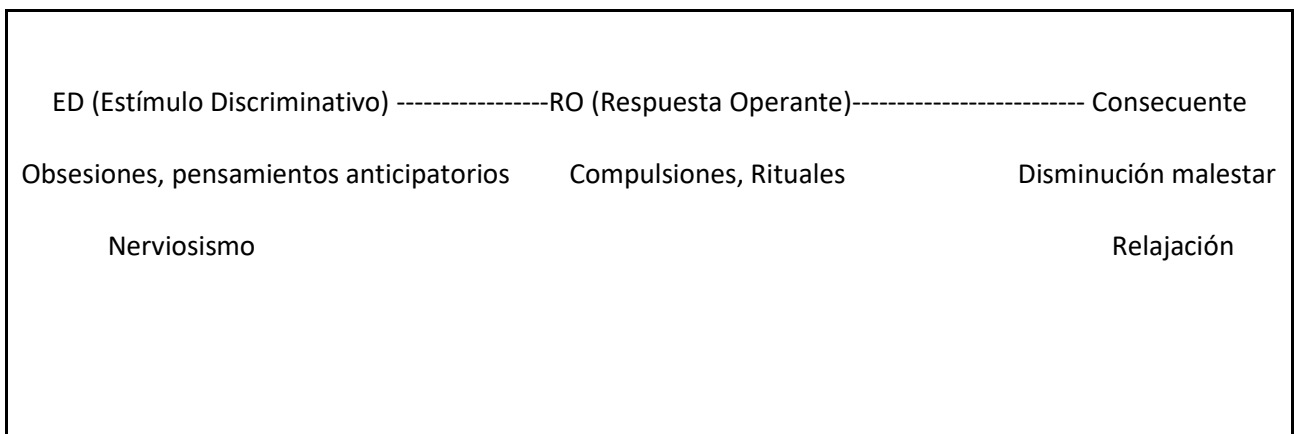 ED (Estímulo Discriminativo) -----------------RO (Respuesta Operante)-------------------------- Consecuente
Obsesiones, pensamientos anticipatorios Compulsiones, Rituales Disminución malestar
Nerviosismo Relajación